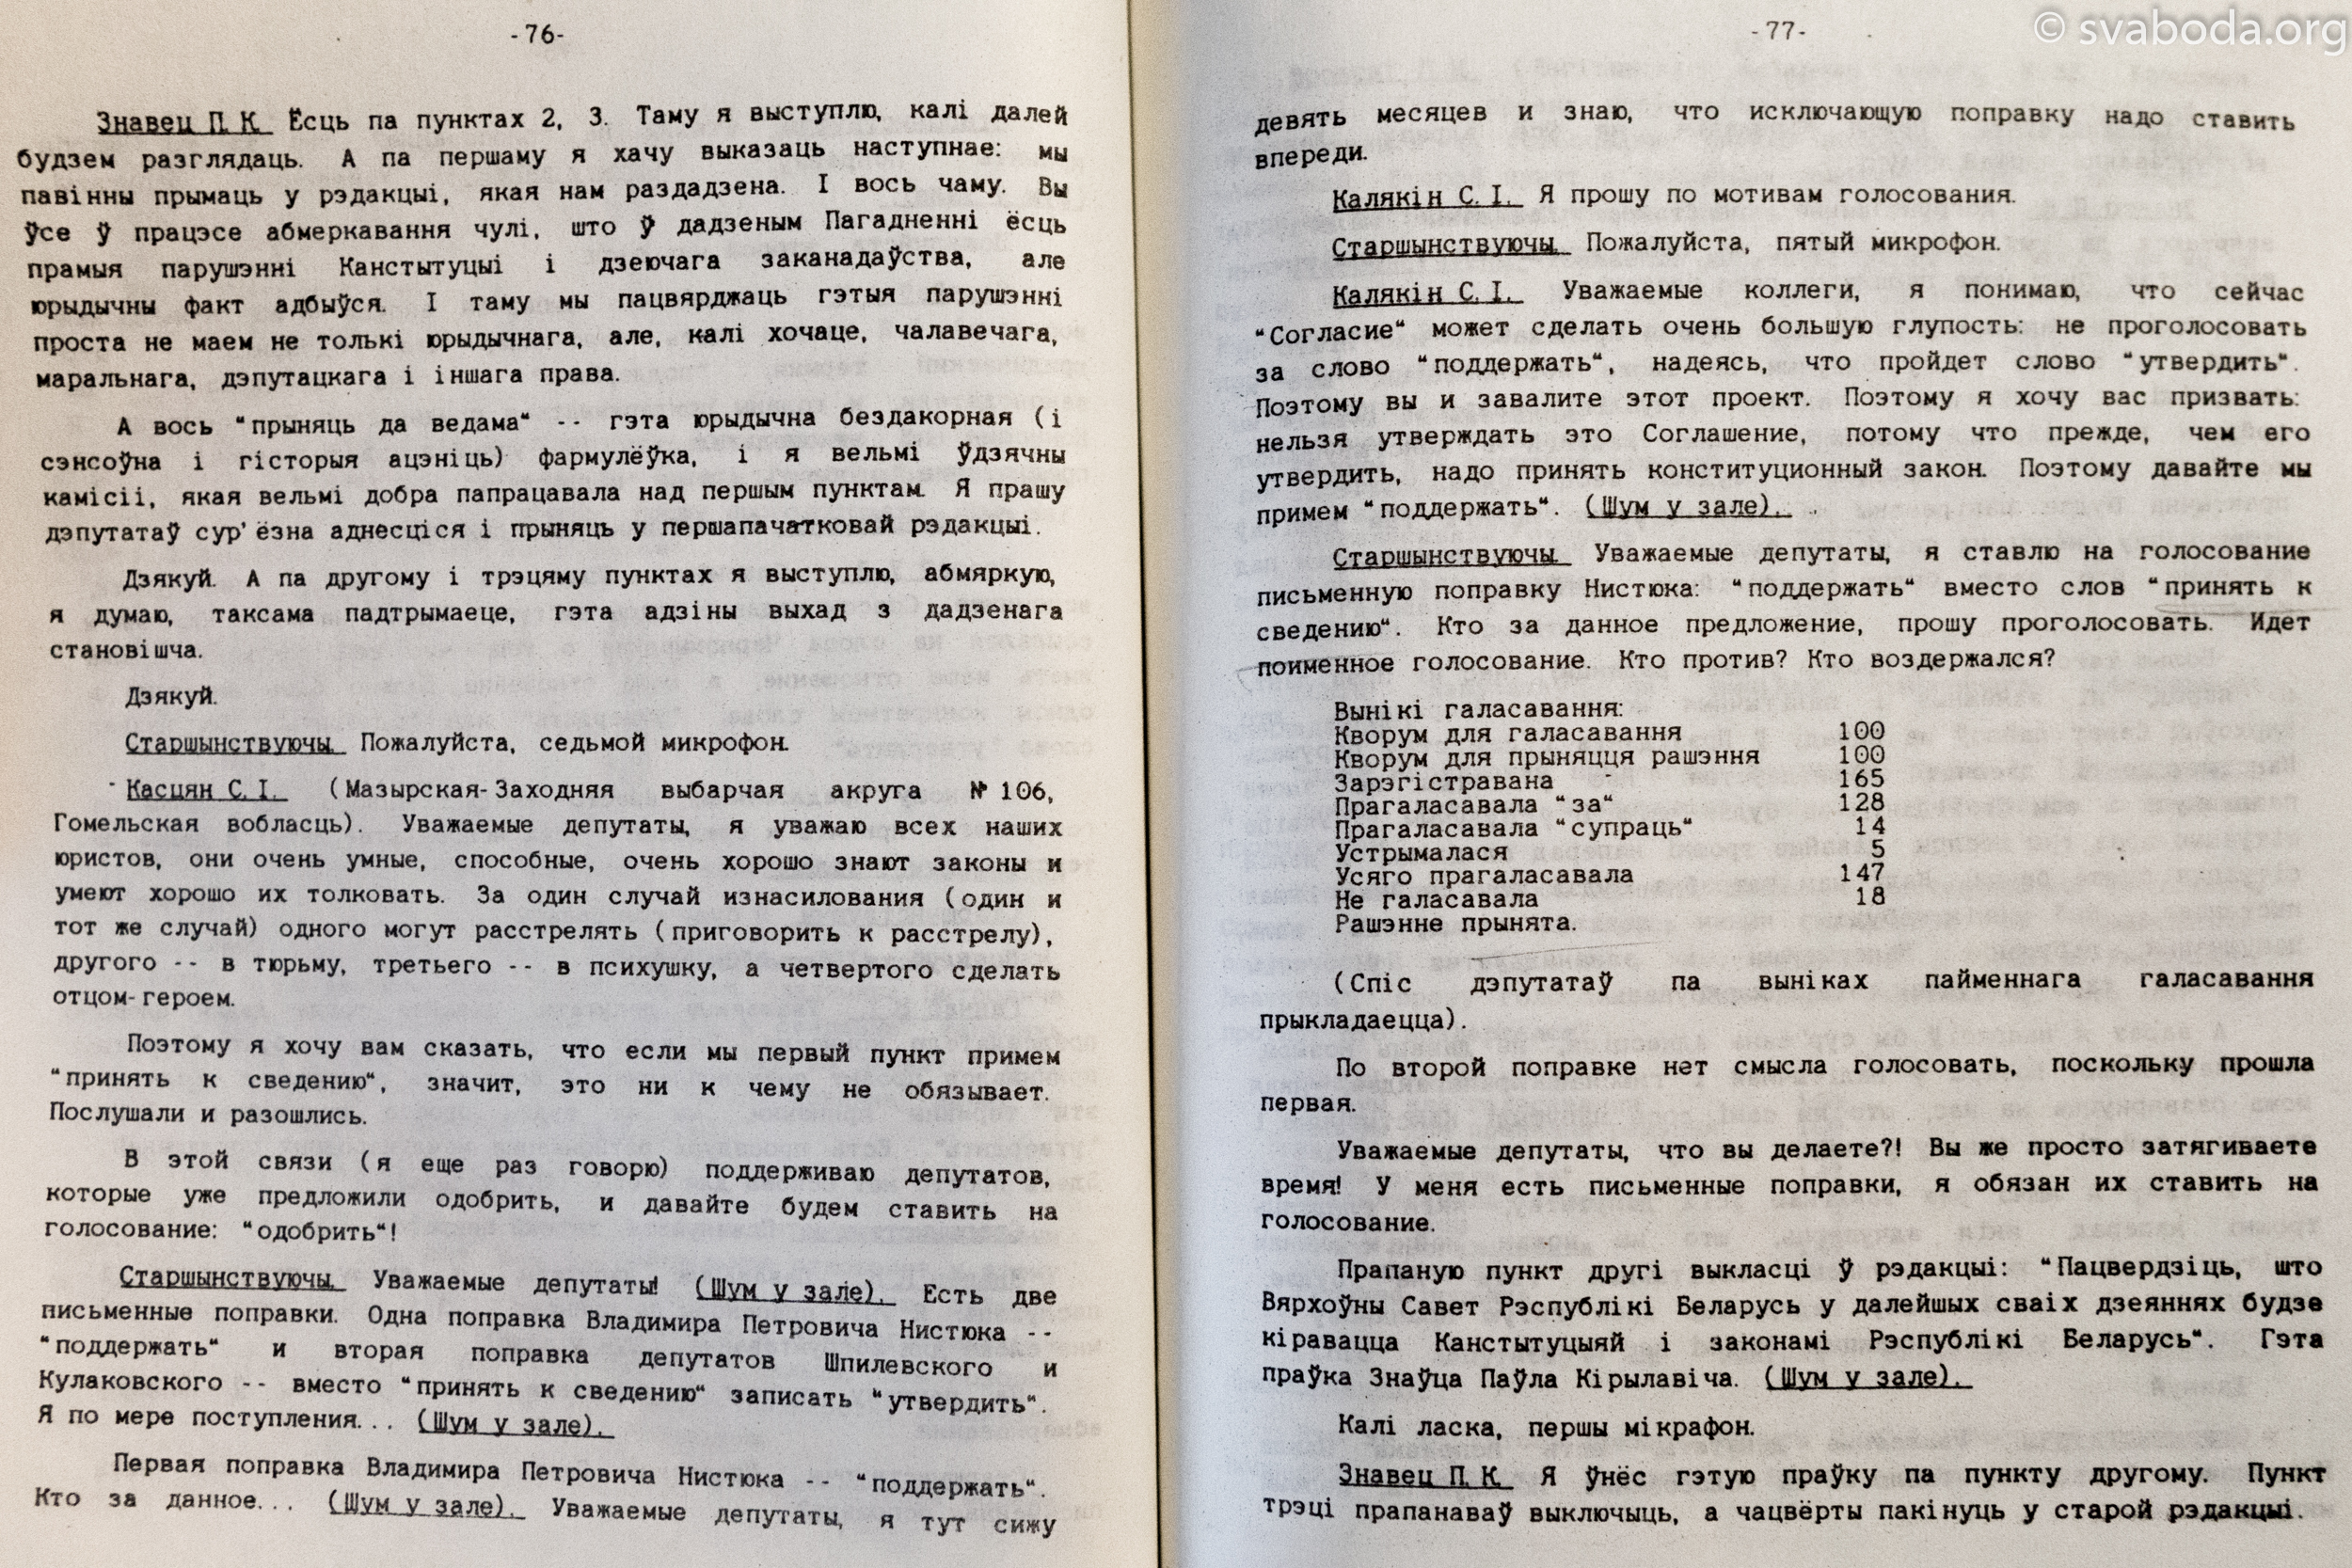 -76-
Знавец П.К. Ёсць па пунктах 2, 3. Таму я выступлю, калі далей
будзем разглядаць. А па першаму я хачу выказаць наступнае: мы
павінны прымаць у рэдакцыі, якая нам раздадзена. І вось чаму. Вы
ўсе ў працэсе абмеркавання чулі, што ў дадзеным Пагадненні ёсць
прамыя парушэнні Канстытуцыі і дзеючага заканадаўства, але
юрыдычны факт адбыўся. І таму мы пацвярджаць гэтыя парушэнні
проста не маем не толькі юрыдычнага, але, калі хочаце, чалавечага,
маральнага, дэпутацкага і іншага права.
А вось "прыняць да ведама" -- гэта юрыдычна бездакорная (і
сэнсоўна і гісторыя ацэніць) фармулёўка, і я вельмі ўдзячны
камісіі, якая вельмі добра папрацавала над першым пунктам. Я прашу
дэпутатаў сур'ёзна аднесціся і прыняць у першапачатковай рэдакцыі.
Дзякуй. А па другому і трэцяму пунктах я выступлю, абмяркую,
я думаю, таксама падтрымаеце, гэта адзіны выхад з дадзенага
становішча.
Дзякуй.
Старшынствуючы. Пожалуйста, седьмой микрофон.
Касцян С.І. (Мазырская-Заходняя выбарчая акруга № 106,
Гомельская вобласць). Уважаемые депутаты, я уважаю всех наших
юристов, они очень умные, способные, очень хорошо знают законы и
умеют хорошо их толковать. За один случай изнасилования (один и
тот же случай) одного могут расстрелять (приговорить к расстрелу),
другого -- в тюрьму, третьего -- в психушку, а четвертого сделать
отцом-героем.
Поэтому я хочу вам сказать, что если мы первый пункт примем
"принять к сведению", значит, это ни к чему не обязывает.
Послушали и разошлись.
В этой связи (я еще раз говорю) поддерживаю депутатов,
которые уже предложили одобрить, и давайте будем ставить на
голосование: "одобрить"!
Старшынствуючы. Уважаемые депутаты! (Шум у зале). Есть две
письменные поправки. Одна поправка Владимира Петровича Нистюка --
"поддержать" и вторая поправка депутатов Шпилевского и
Кулаковского -- вместо "принять к сведению" записать "утвердить".
Я по мере поступления... (Шум у зале).
Первая поправка Владимира Петровича Нистюка -- "поддержать".
Кто за данное... (Шум у зале). Уважаемые депутаты, я тут сижу
-77-
© svaboda.org
девять месяцев и знаю, что исключающую поправку надо ставить
впереди.
Калякін С.І. Я прошу по мотивам голосования.
Старшынствуючы. Пожалуйста, пятый микрофон.
Калякін С.І. Уважаемые коллеги, я понимаю, что сейчас
"Согласие" может сделать очень большую глупость: не проголосовать
за слово "поддержать", надеясь, что пройдет слово "утвердить".
Поэтому вы и завалите этот проект. Поэтому я хочу вас призвать:
нельзя утверждать это Соглашение, потому что прежде, чем его
утвердить, надо принять конституционный закон. Поэтому давайте мы
примем "поддержать". (Шум у зале).
Старшынствуючы. Уважаемые депутаты, я ставлю на голосование
письменную поправку Нистюка: "поддержать" вместо слов "принять к
сведению". Кто за данное предложение, прошу проголосовать. Идет
поименное голосование. Кто против? Кто воздержался?
Вынікі галасавання:
Кворум для галасавання 100
Кворум для прыняцця рашэння 100
Зарэгістравана 165
Прагаласавала "за" 128
Прагаласавала "супраць" 14
Устрымалася 5
Усяго прагаласавала 147
Не галасавала 18
Рашэнне прынята.
(Спіс дэпутатаў па выніках пайменнага галасавання
прыкладаецца).
По второй поправке нет смысла голосовать, поскольку прошла
первая.
Уважаемые депутаты, что вы делаете?! Вы же просто затягиваете
время! У меня есть письменные поправки, я обязан их ставить на
голосование.
Прапаную пункт другі выкласці ў рэдакцыі: "Пацвердзіць, што
Вярхоўны Савет Рэспублікі Беларусь у далейшых сваіх дзеяннях будзе
кіравацца Канстытуцыяй і законамі Рэспублікі Беларусь". Гэта
праўка Знаўца Паўла Кірылавіча. (Шум у зале).
Калі ласка, першы мікрафон.
Знавец П.К. Я ўнёс гэтую праўку па пункту другому. Пункт
трэці прапанаваў выключыць, а чацвёрты пакінуць у старой рэдакцыі.